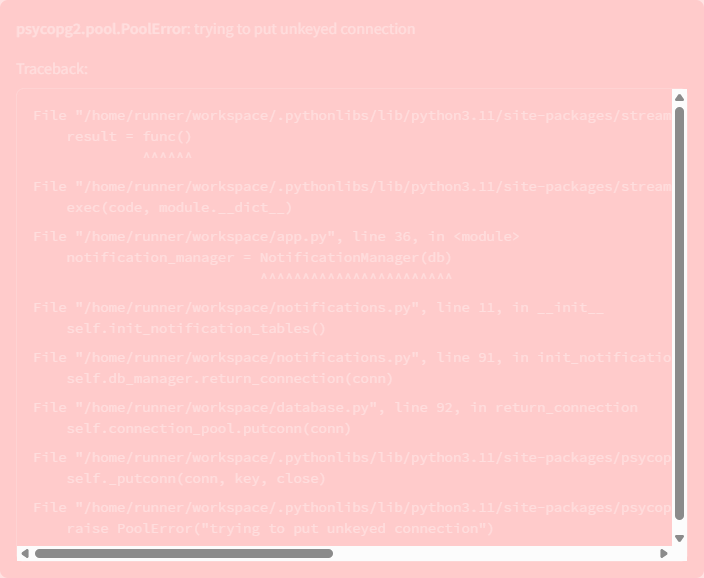 psycopg2.pool.PoolError: trying to put unkeyed connection
Traceback:
File "/home/runner/workspace/.pythonlibs/lib/python3.11/site-packages/stream
result = func()
^^^^^^
File "/home/runner/workspace/.pythonlibs/lib/python3.11/site-packages/stream
exec(code, module.__dict__)
File "/home/runner/workspace/app.py", line 36, in <module>
notification_manager = NotificationManager(db)
^^^^^^^^^^^^^^^^^^^^^^^
File "/home/runner/workspace/notifications.py", line 11, in __init__
self.init_notification_tables()
File "/home/runner/workspace/notifications.py", line 91, in init_notificatio
self.db_manager.return_connection(conn)
File "/home/runner/workspace/database.py", line 92, in return_connection
self.connection_pool.putconn(conn)
File "/home/runner/workspace/.pythonlibs/lib/python3.11/site-packages/psycop
self._putconn(conn, key, close)
File "/home/runner/workspace/.pythonlibs/lib/python3.11/site-packages/psycop
raise PoolError("trying to put unkeyed connection")